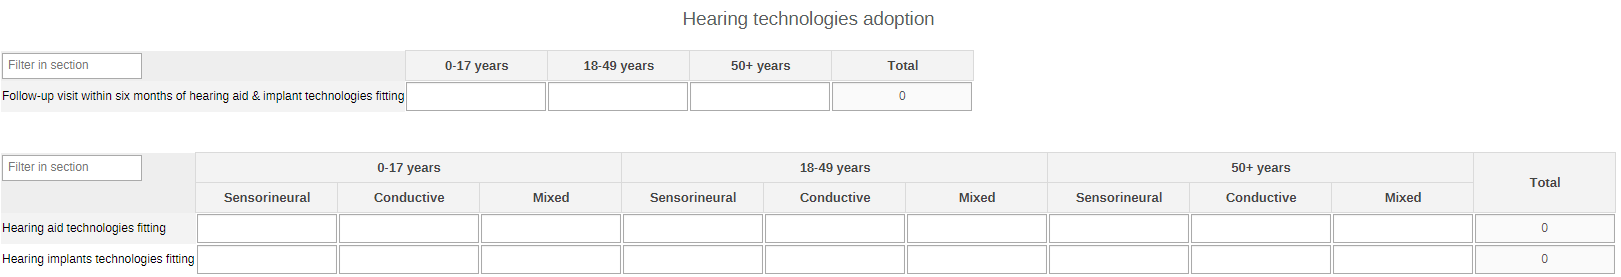 Hearing technologies adoption
Filter in section 0-17 years 18-49 years 50+ years Total
Follow-up visit within six months of hearing aid & implant technologies fitting 0
Filter in section 0-17 years 18-49 years 50+ years Total
Sensorineural Conductive Mixed Sensorineural Conductive Mixed Sensorineural Conductive Mixed
Hearing aid technologies fitting 0
Hearing implants technologies fitting 0